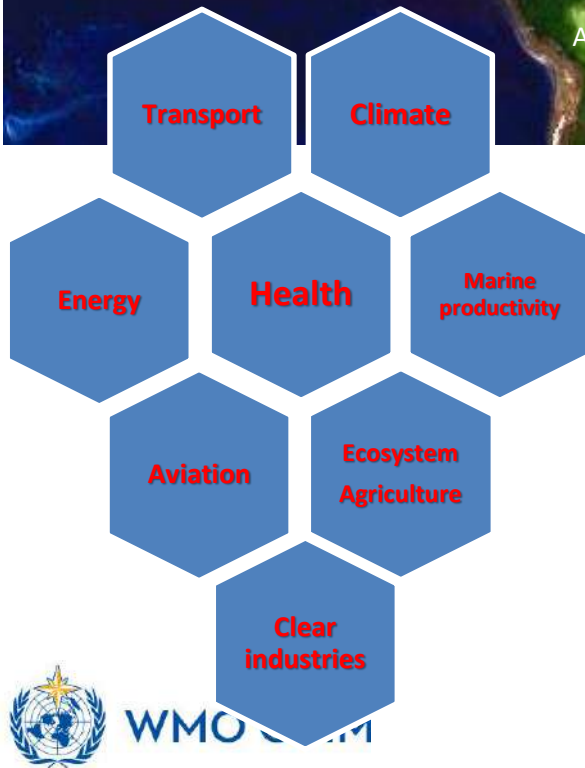 A
Transport
Climate
Energy
Health
Marine
productivity
Aviation
Ecosystem
Agriculture
Clear
industries
WMO